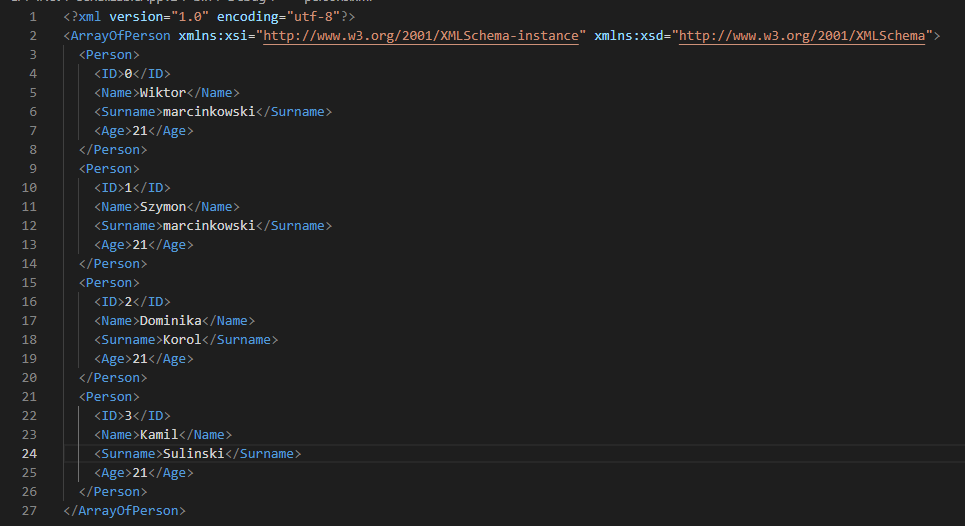 1 <?xml version="1.0" encoding="utf-8"?>
2 <ArrayOfPerson xmlns:xsi="http://www.w3.org/2001/XMLSchema-instance" xmlns:xsd="http://www.w3.org/2001/XMLSchema">
3   <Person>
4     <ID>0</ID>
5     <Name>Wiktor</Name>
6     <Surname>marcinkowski</Surname>
7     <Age>21</Age>
8   </Person>
9   <Person>
10     <ID>1</ID>
11     <Name>Szymon</Name>
12     <Surname>marcinkowski</Surname>
13     <Age>21</Age>
14   </Person>
15   <Person>
16     <ID>2</ID>
17     <Name>Dominika</Name>
18     <Surname>Korol</Surname>
19     <Age>21</Age>
20   </Person>
21   <Person>
22     <ID>3</ID>
23     <Name>Kamil</Name>
24     <Surname>Sulinski</Surname>
25     <Age>21</Age>
26   </Person>
27 </ArrayOfPerson>